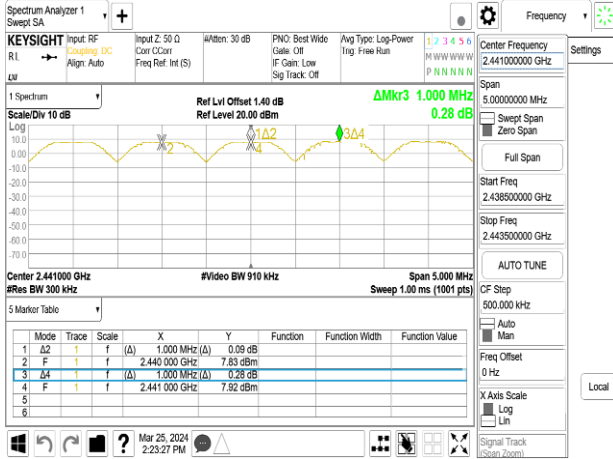 Spectrum Analyzer 1
Swept SA
Frequency
KEYSIGHT
Input: RF
Coupling: DC
Align: Auto
Input Z: 50 Ω
Corr CCorr
Freq Ref: Int (S)
#Atten: 30 dB
PNO: Best Wide
Gate: Off
IF Gain: Low
Sig Track: Off
Avg Type: Log-Power
Trig: Free Run
1 2 3 4 5 6
M W W W W W
P N N N N N
1 Spectrum
Scale/Div 10 dB
Ref Lvl Offset 1.40 dB
Ref Level 20.00 dBm
ΔMkr3 1.000 MHz
0.28 dB
Log
10.0
0.00
-10.0
-20.0
-30.0
-40.0
-50.0
-60.0
-70.0
2
1Δ2
4
3Δ4
Center 2.441000 GHz
#Res BW 300 kHz
#Video BW 910 kHz
Span 5.000 MHz
Sweep 1.00 ms (1001 pts)
5 Marker Table
Mode Trace Scale X Y Function Function Width Function Value
1 Δ2 1 f (Δ) 1.000 MHz (Δ) 0.09 dB
2 F 1 f 2.440 000 GHz 7.83 dBm
3 Δ4 1 f (Δ) 1.000 MHz (Δ) 0.28 dB
4 F 1 f 2.441 000 GHz 7.92 dBm
5
6
Mar 25, 2024
2:23:27 PM
Center Frequency
2.441000000 GHz
Settings
Span
5.00000000 MHz
Swept Span
Zero Span
Full Span
Start Freq
2.438500000 GHz
Stop Freq
2.443500000 GHz
AUTO TUNE
CF Step
500.000 kHz
Auto
Man
Freq Offset
0 Hz
X Axis Scale
Log
Lin
Local
Signal Track
(Span Zoom)